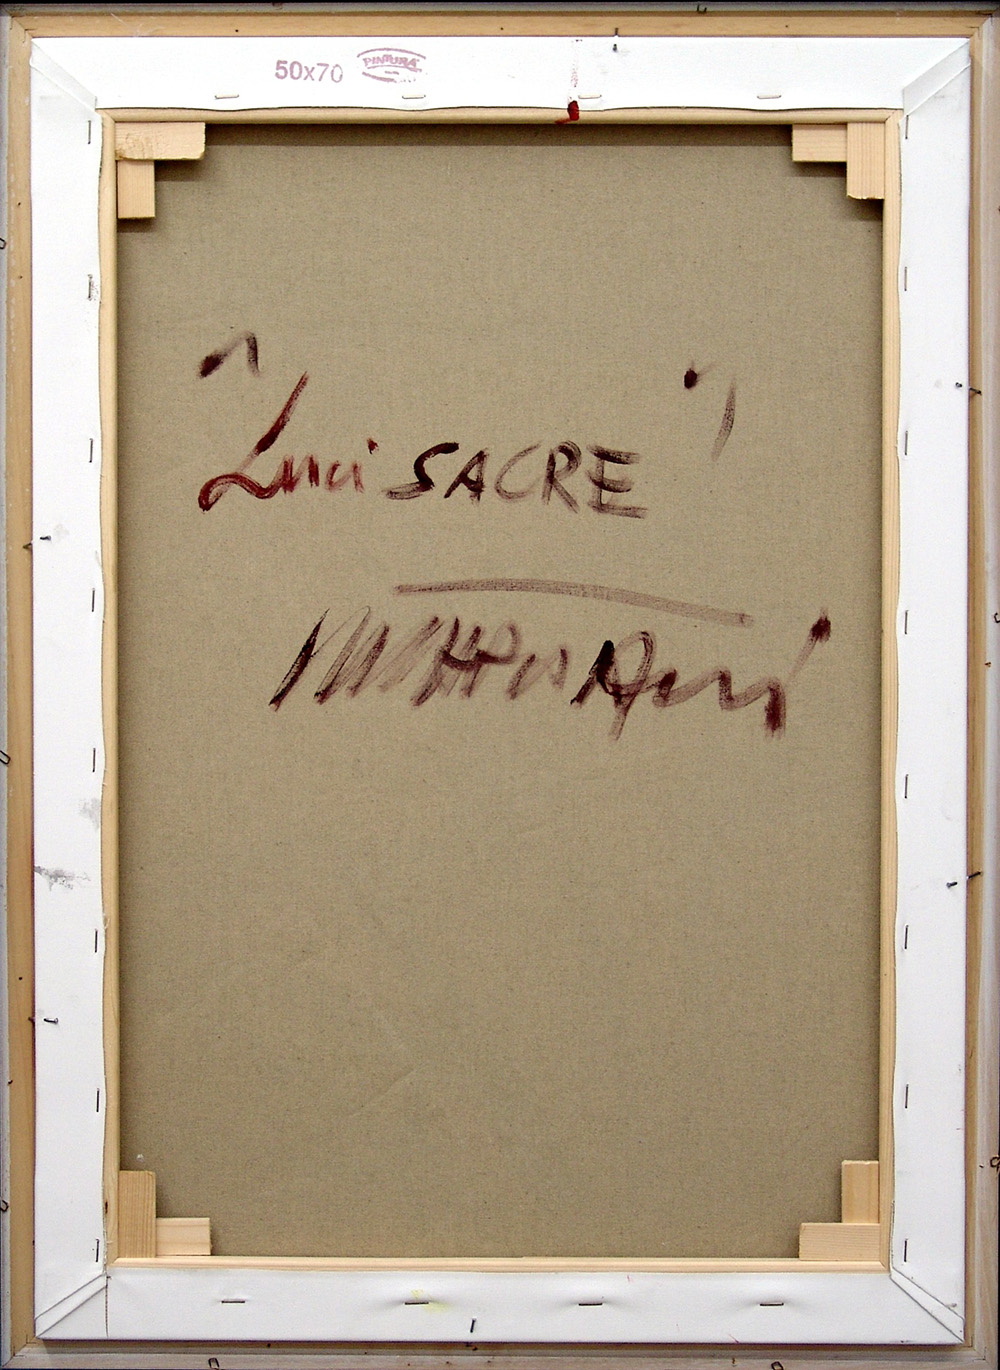 50x70 PINTURA
"Luci SACRE"